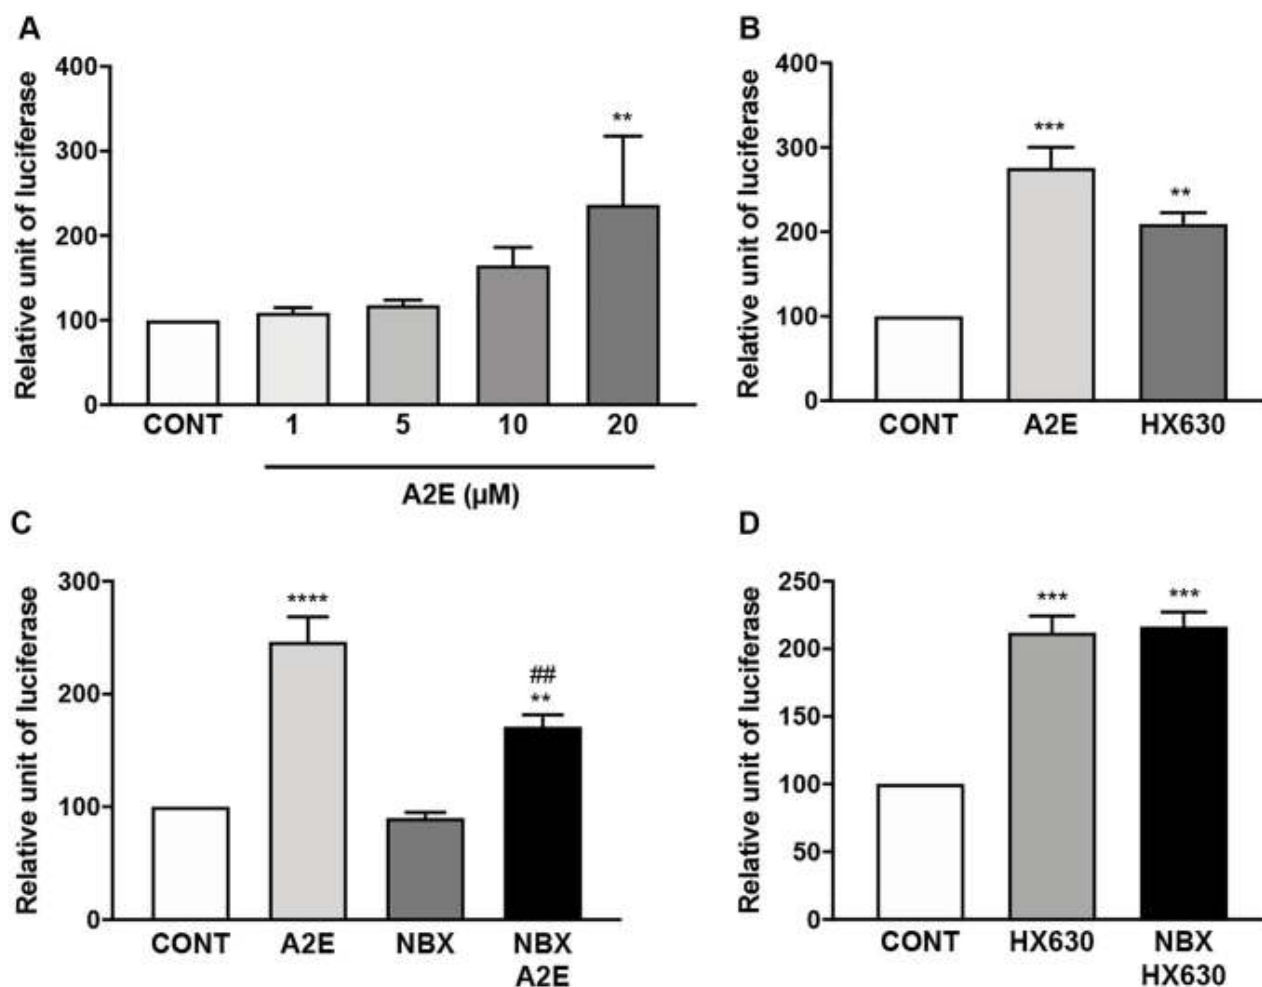 A
Relative unit of luciferase
400
300
200
100
0
**
CONT 1 5 10 20
A2E (μM)
B
Relative unit of luciferase
400
300
200
100
0
***
**
CONT A2E HX630
C
Relative unit of luciferase
300
200
100
0
****
##
**
CONT A2E NBX NBX
A2E
D
Relative unit of luciferase
250
200
150
100
50
0
*** ***
CONT HX630 NBX
HX630